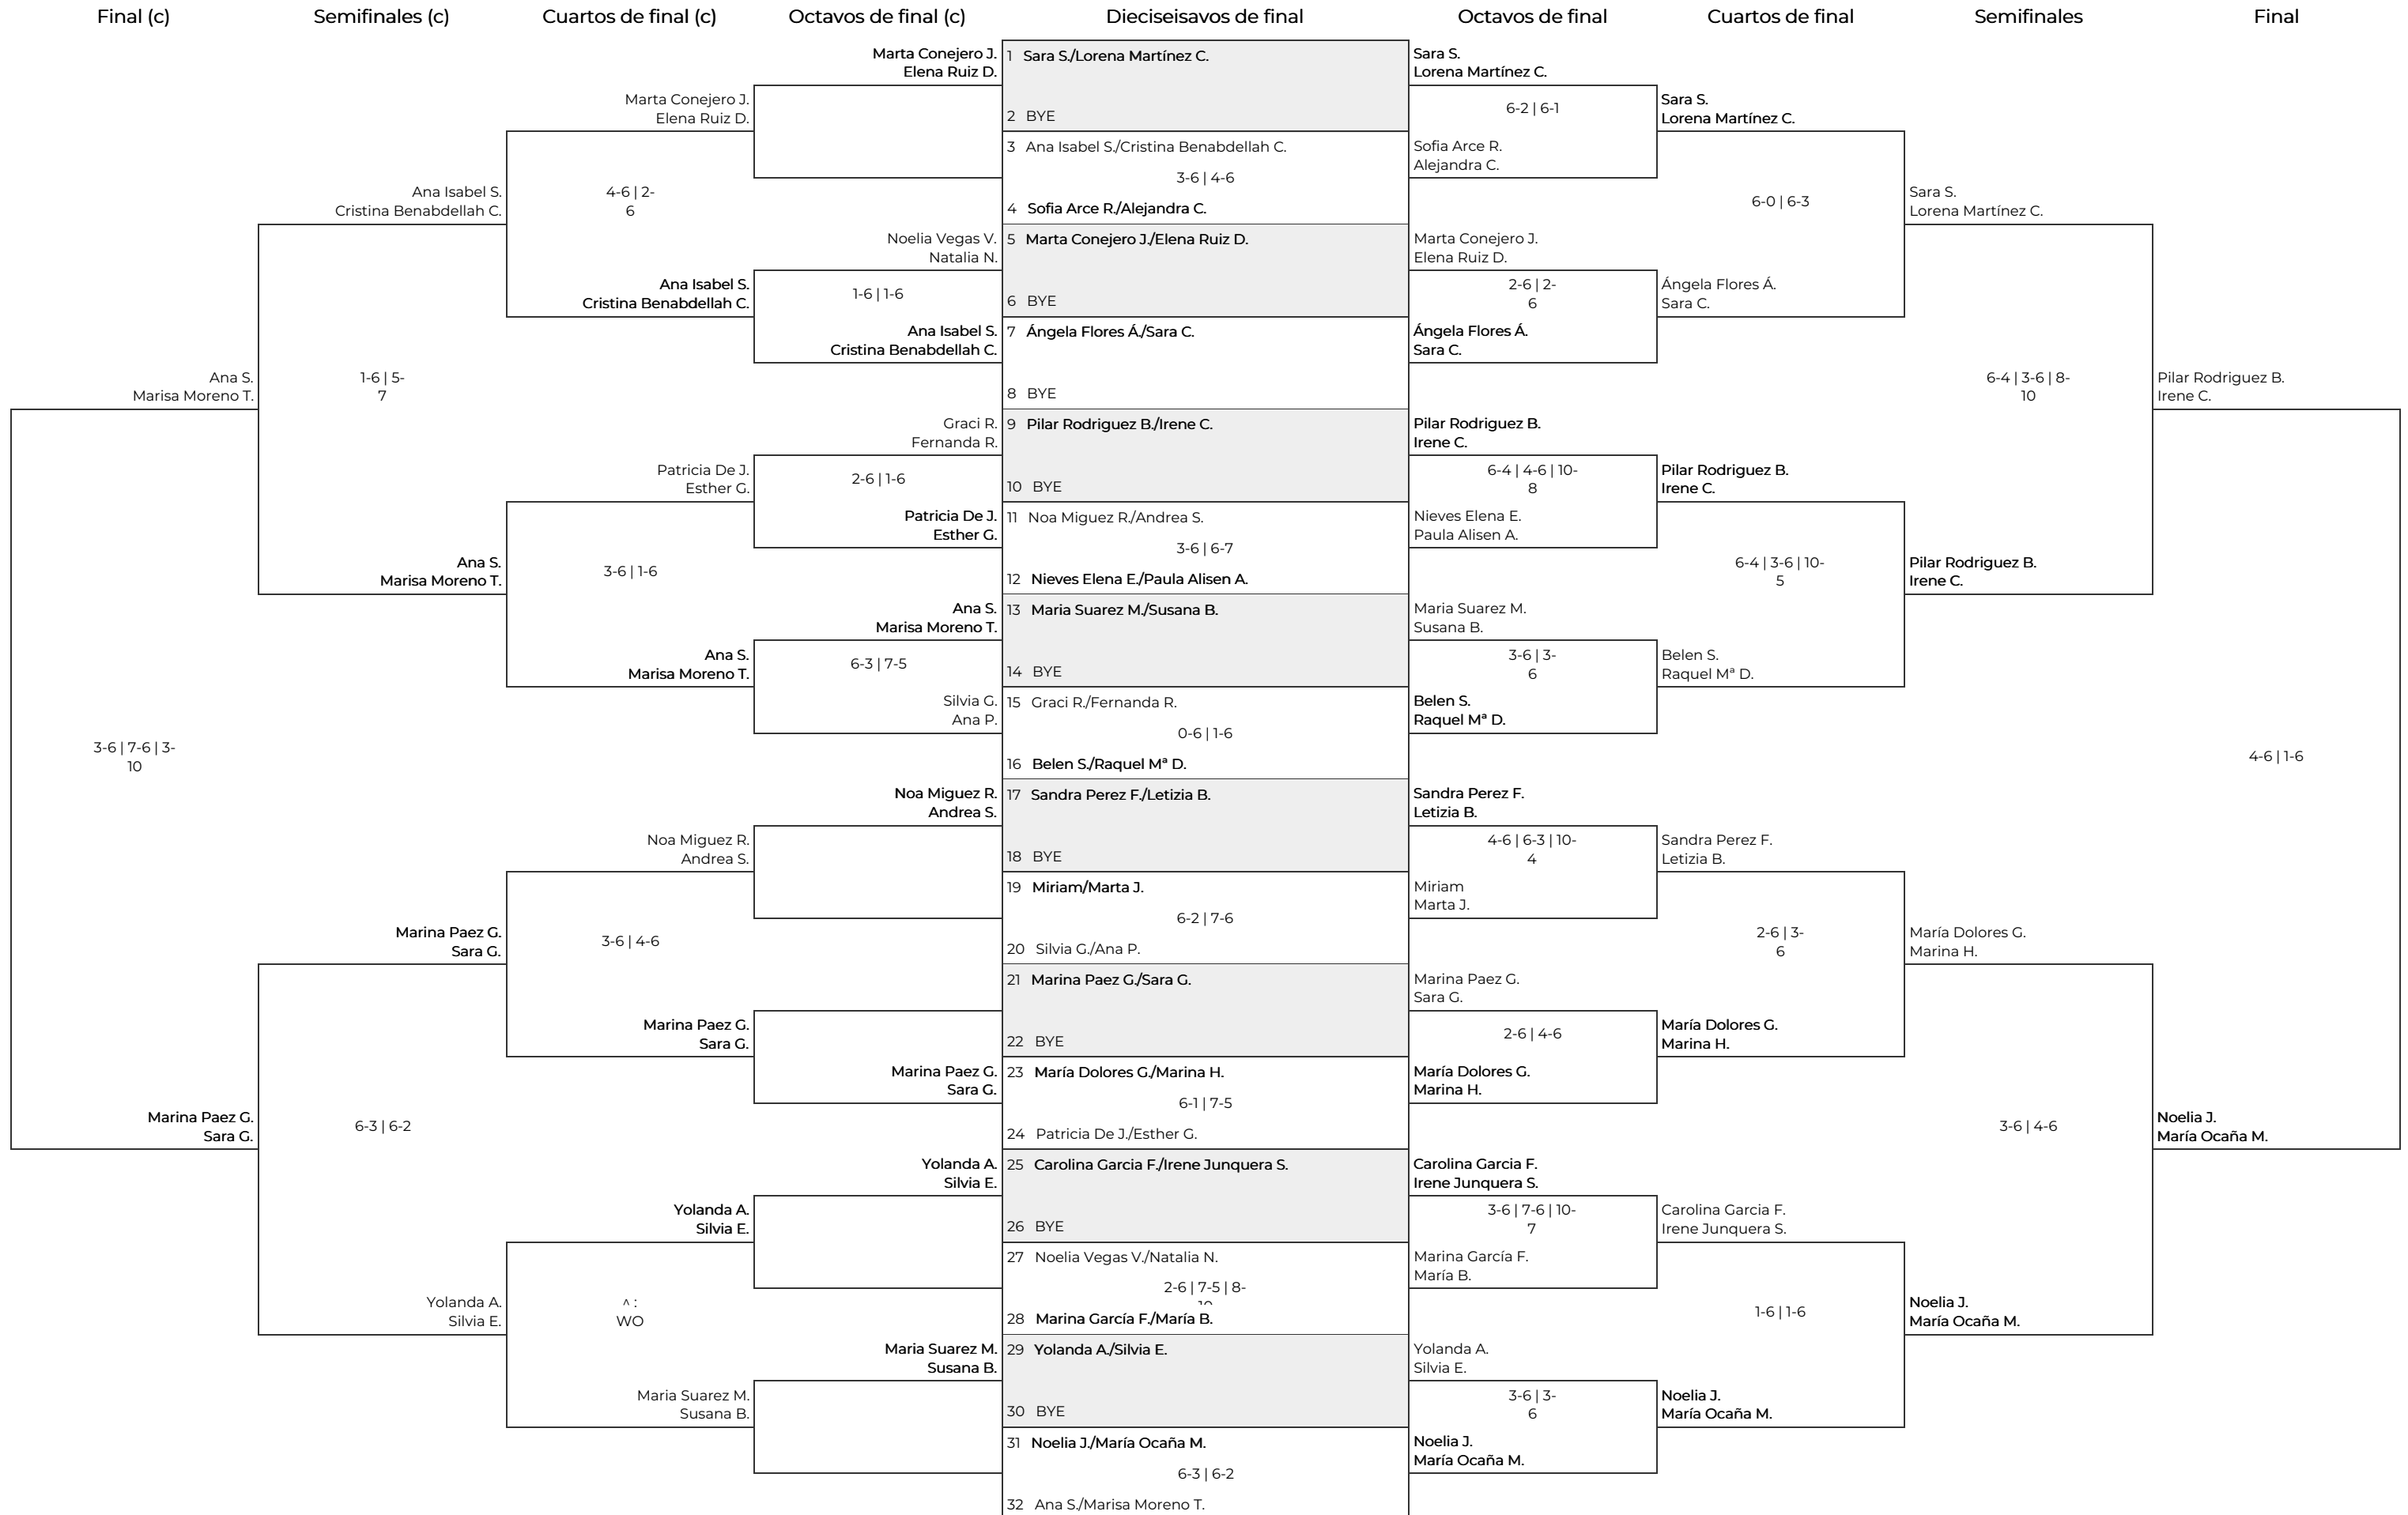 Final (c)
Semifinales (c)
Cuartos de final (c)
Octavos de final (c)
Dieciseisavos de final
Octavos de final
Cuartos de final
Semifinales
Final
Ana S.
Marisa Moreno T.
3-6 | 7-6 | 3-
10
Marina Paez G.
Sara G.
Ana Isabel S.
Cristina Benabdellah C.
1-6 | 5-
7
Ana S.
Marisa Moreno T.
Marina Paez G.
Sara G.
6-3 | 6-2
Yolanda A.
Silvia E.
Marta Conejero J.
Elena Ruiz D.
4-6 | 2-
6
Ana Isabel S.
Cristina Benabdellah C.
Patricia De J.
Esther G.
3-6 | 1-6
Ana S.
Marisa Moreno T.
Noa Miguez R.
Andrea S.
3-6 | 4-6
Marina Paez G.
Sara G.
Yolanda A.
Silvia E.
^ :
WO
Maria Suarez M.
Susana B.
Marta Conejero J.
Elena Ruiz D.
Noelia Vegas V.
Natalia N.
1-6 | 1-6
Ana Isabel S.
Cristina Benabdellah C.
Graci R.
Fernanda R.
2-6 | 1-6
Patricia De J.
Esther G.
Ana S.
Marisa Moreno T.
6-3 | 7-5
Silvia G.
Ana P.
Noa Miguez R.
Andrea S.
Marina Paez G.
Sara G.
Yolanda A.
Silvia E.
Maria Suarez M.
Susana B.
1 Sara S./Lorena Martínez C.
2 BYE
3 Ana Isabel S./Cristina Benabdellah C.
3-6 | 4-6
4 Sofia Arce R./Alejandra C.
5 Marta Conejero J./Elena Ruiz D.
6 BYE
7 Ángela Flores Á./Sara C.
8 BYE
9 Pilar Rodriguez B./Irene C.
10 BYE
11 Noa Miguez R./Andrea S.
3-6 | 6-7
12 Nieves Elena E./Paula Alisen A.
13 Maria Suarez M./Susana B.
14 BYE
15 Graci R./Fernanda R.
0-6 | 1-6
16 Belen S./Raquel Mª D.
17 Sandra Perez F./Letizia B.
18 BYE
19 Miriam/Marta J.
6-2 | 7-6
20 Silvia G./Ana P.
21 Marina Paez G./Sara G.
22 BYE
23 María Dolores G./Marina H.
6-1 | 7-5
24 Patricia De J./Esther G.
25 Carolina Garcia F./Irene Junquera S.
26 BYE
27 Noelia Vegas V./Natalia N.
2-6 | 7-5 | 8-
28 Marina García F./María B.
29 Yolanda A./Silvia E.
30 BYE
31 Noelia J./María Ocaña M.
6-3 | 6-2
32 Ana S./Marisa Moreno T.
Sara S.
Lorena Martínez C.
6-2 | 6-1
Sofia Arce R.
Alejandra C.
Marta Conejero J.
Elena Ruiz D.
2-6 | 2-
6
Ángela Flores Á.
Sara C.
Pilar Rodriguez B.
Irene C.
6-4 | 4-6 | 10-
8
Nieves Elena E.
Paula Alisen A.
Maria Suarez M.
Susana B.
3-6 | 3-
6
Belen S.
Raquel Mª D.
Sandra Perez F.
Letizia B.
4-6 | 6-3 | 10-
4
Miriam
Marta J.
Marina Paez G.
Sara G.
2-6 | 4-6
María Dolores G.
Marina H.
Carolina Garcia F.
Irene Junquera S.
3-6 | 7-6 | 10-
7
Marina García F.
María B.
Yolanda A.
Silvia E.
3-6 | 3-
6
Noelia J.
María Ocaña M.
Sara S.
Lorena Martínez C.
6-0 | 6-3
Ángela Flores Á.
Sara C.
Pilar Rodriguez B.
Irene C.
6-4 | 3-6 | 10-
5
Belen S.
Raquel Mª D.
Sandra Perez F.
Letizia B.
2-6 | 3-
6
María Dolores G.
Marina H.
Carolina Garcia F.
Irene Junquera S.
1-6 | 1-6
Noelia J.
María Ocaña M.
Sara S.
Lorena Martínez C.
6-4 | 3-6 | 8-
10
Pilar Rodriguez B.
Irene C.
María Dolores G.
Marina H.
3-6 | 4-6
Noelia J.
María Ocaña M.
Pilar Rodriguez B.
Irene C.
4-6 | 1-6
Noelia J.
María Ocaña M.